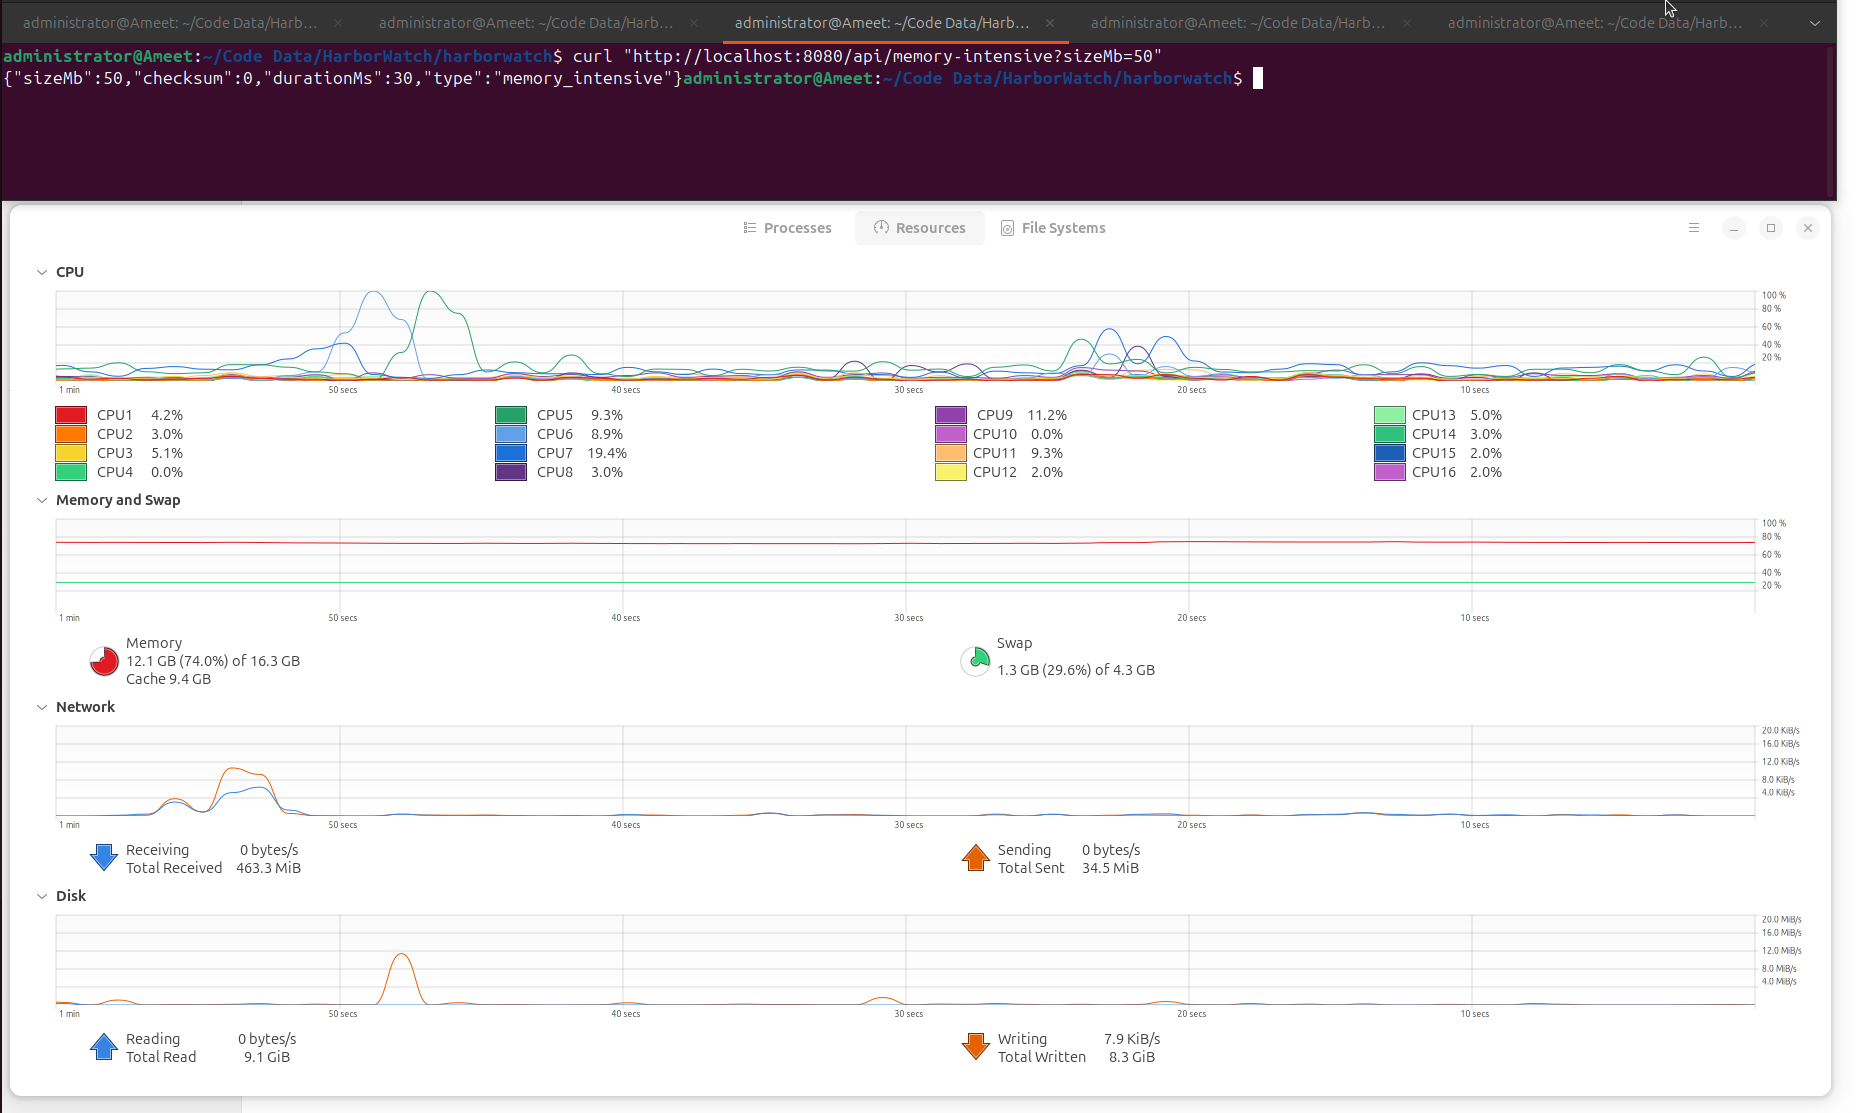 administrator@Ameet: ~/Code Data/Harb... × administrator@Ameet: ~/Code Data/Harb... × administrator@Ameet: ~/Code Data/Harb... × administrator@Ameet: ~/Code Data/Harb... × administrator@Ameet: ~/Code Data/Harb... ×
administrator@Ameet:~/Code Data/HarborWatch/harborwatch$ curl "http://localhost:8080/api/memory-intensive?sizeMb=50"
{"sizeMb":50,"checksum":0,"durationMs":30,"type":"memory_intensive"}administrator@Ameet:~/Code Data/HarborWatch/harborwatch$
Processes Resources File Systems
CPU
100 %
80 %
60 %
40 %
20 %
1 min 50 secs 40 secs 30 secs 20 secs 10 secs
CPU1 4.2% CPU5 9.3% CPU9 11.2% CPU13 5.0%
CPU2 3.0% CPU6 8.9% CPU10 0.0% CPU14 3.0%
CPU3 5.1% CPU7 19.4% CPU11 9.3% CPU15 2.0%
CPU4 0.0% CPU8 3.0% CPU12 2.0% CPU16 2.0%
Memory and Swap
100 %
80 %
60 %
40 %
20 %
1 min 50 secs 40 secs 30 secs 20 secs 10 secs
Memory Swap
12.1 GB (74.0%) of 16.3 GB 1.3 GB (29.6%) of 4.3 GB
Cache 9.4 GB
Network
20.0 KiB/s
16.0 KiB/s
12.0 KiB/s
8.0 KiB/s
4.0 KiB/s
1 min 50 secs 40 secs 30 secs 20 secs 10 secs
Receiving 0 bytes/s Sending 0 bytes/s
Total Received 463.3 MiB Total Sent 34.5 MiB
Disk
20.0 MiB/s
16.0 MiB/s
12.0 MiB/s
8.0 MiB/s
4.0 MiB/s
1 min 50 secs 40 secs 30 secs 20 secs 10 secs
Reading 0 bytes/s Writing 7.9 KiB/s
Total Read 9.1 GiB Total Written 8.3 GiB